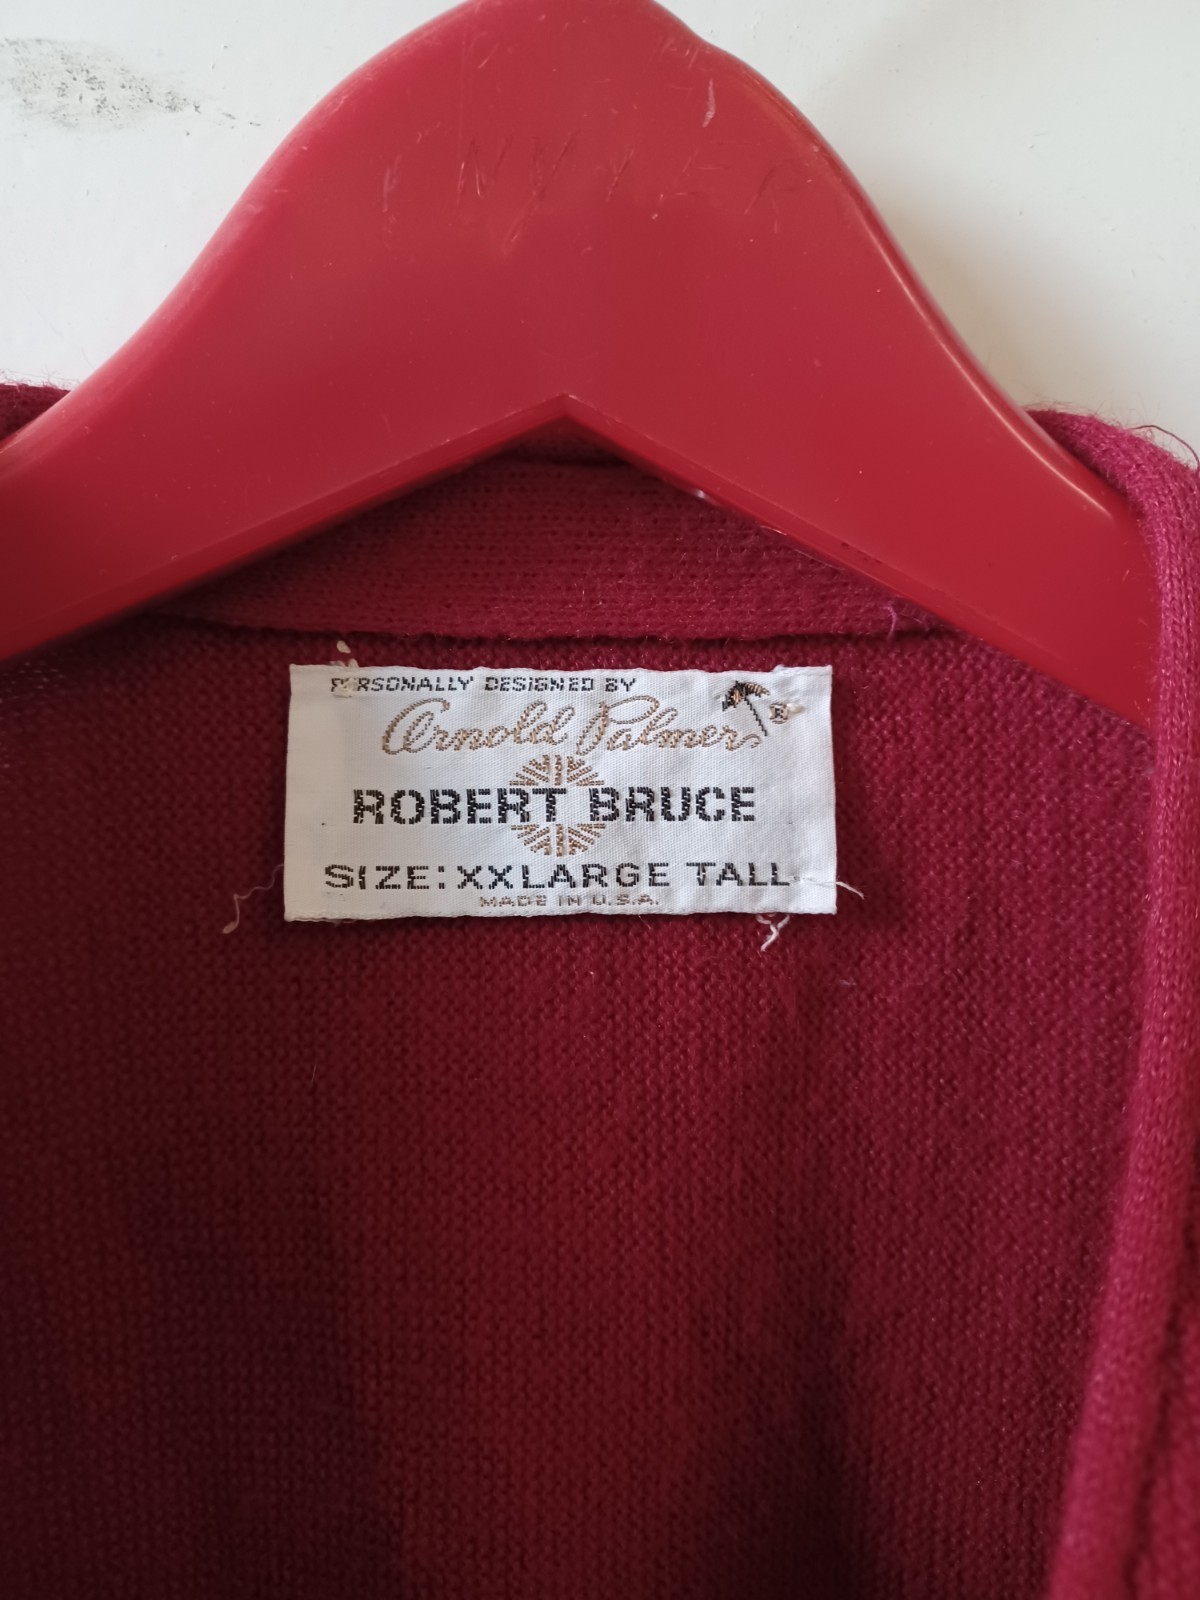 PERSONALLY DESIGNED BY
Arnold Palmer ®
ROBERT BRUCE
SIZE: XXLARGE TALL
MADE IN U.S.A.